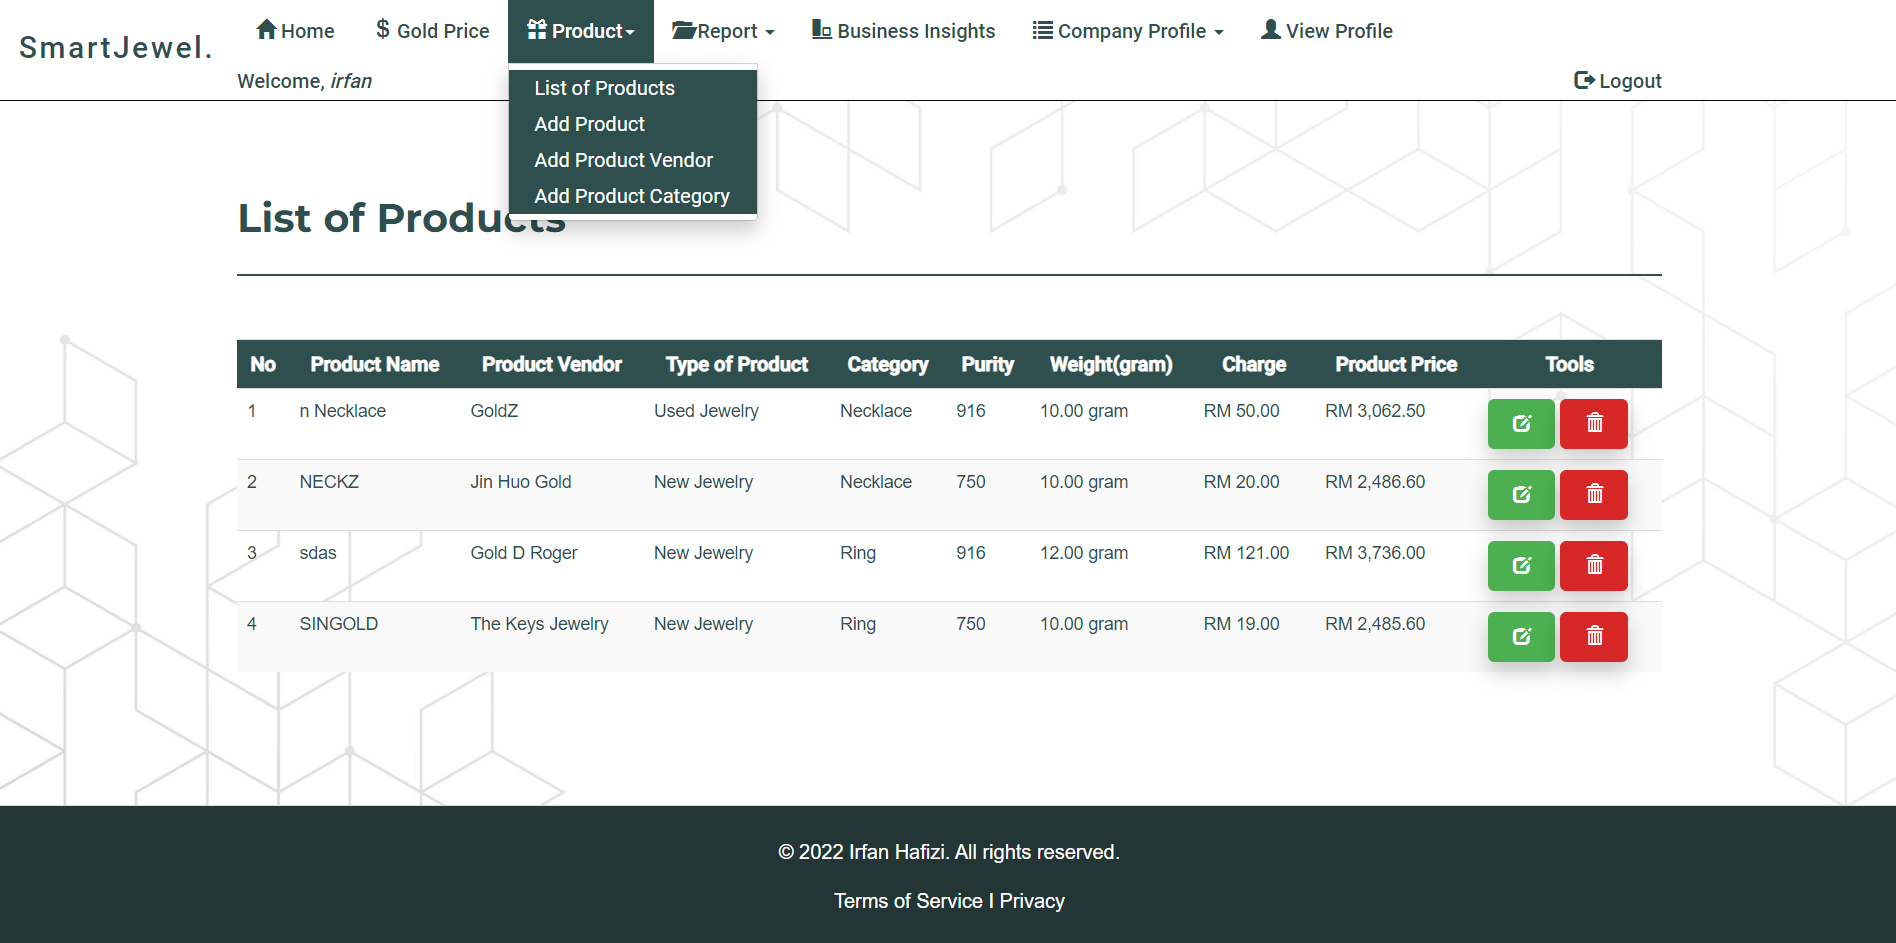 SmartJewel.
Home Gold Price Product Report Business Insights Company Profile View Profile
Welcome, irfan Logout
List of Products
Add Product
Add Product Vendor
Add Product Category
List of Products
No Product Name Product Vendor Type of Product Category Purity Weight(gram) Charge Product Price Tools
1 n Necklace GoldZ Used Jewelry Necklace 916 10.00 gram RM 50.00 RM 3,062.50
2 NECKZ Jin Huo Gold New Jewelry Necklace 750 10.00 gram RM 20.00 RM 2,486.60
3 sdas Gold D Roger New Jewelry Ring 916 12.00 gram RM 121.00 RM 3,736.00
4 SINGOLD The Keys Jewelry New Jewelry Ring 750 10.00 gram RM 19.00 RM 2,485.60
© 2022 Irfan Hafizi. All rights reserved.
Terms of Service I Privacy